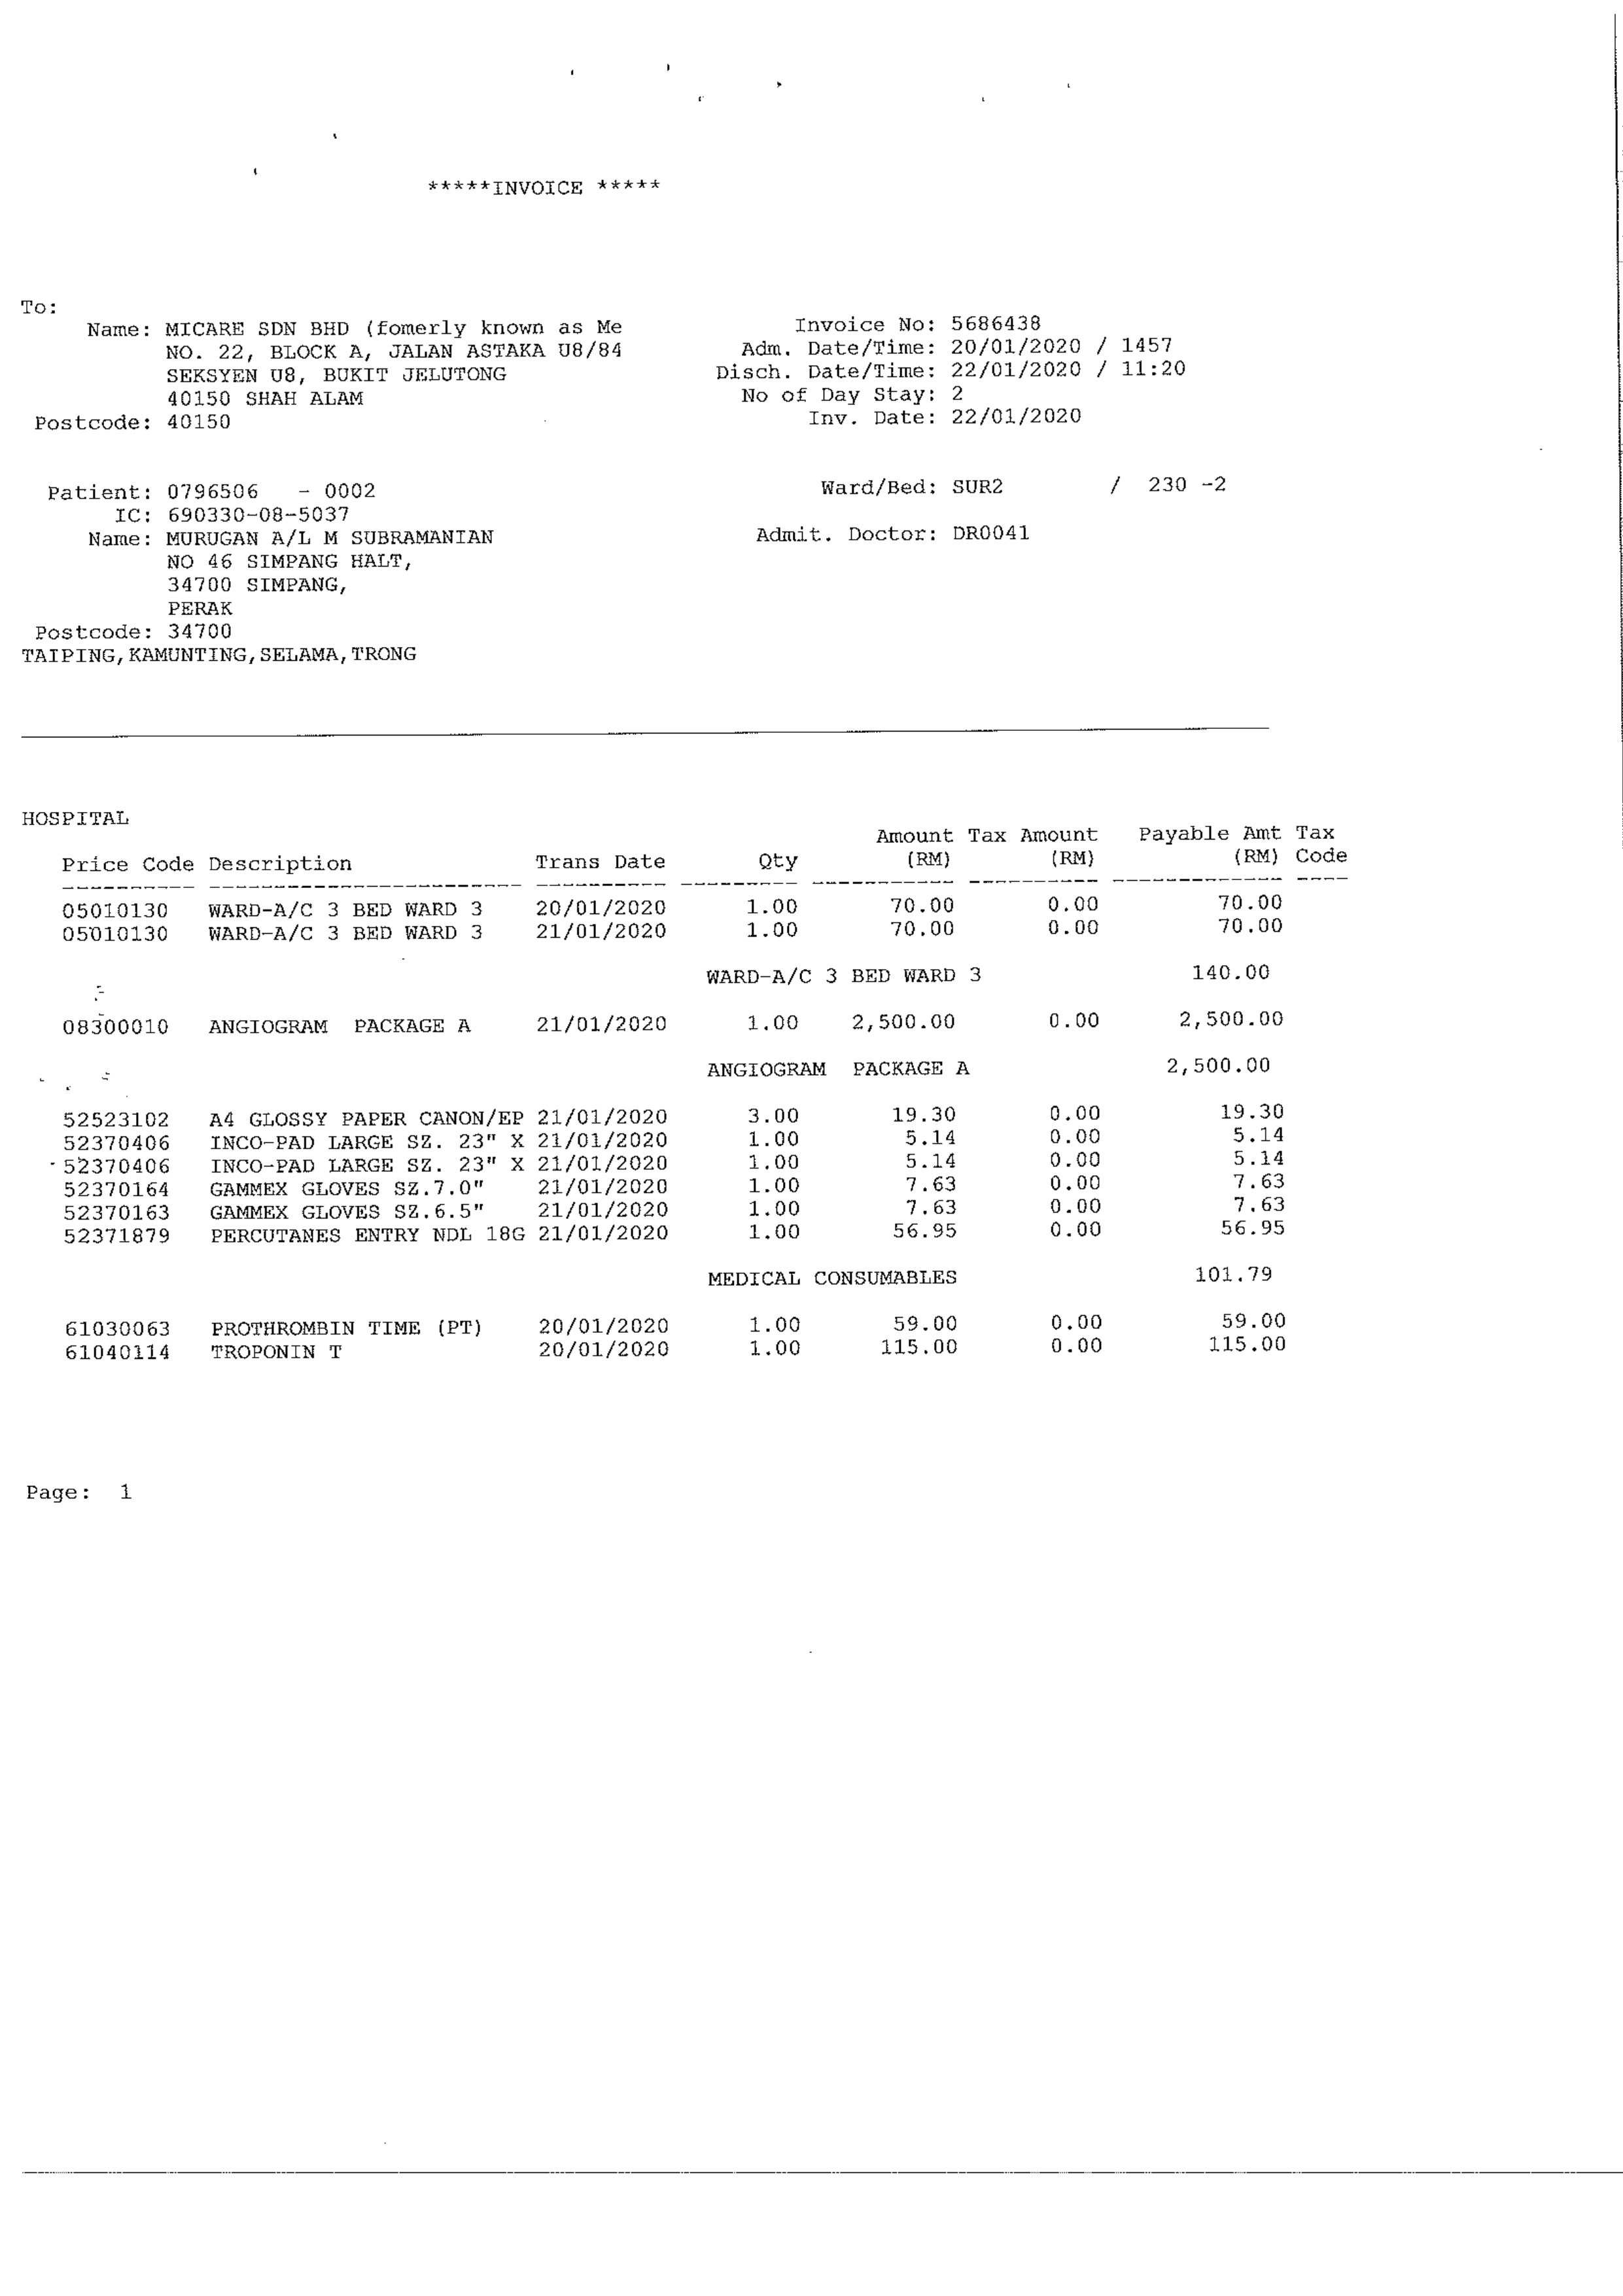 *****INVOICE *****
To:
Name: MICARE SDN BHD (fomerly known as Me
NO. 22, BLOCK A, JALAN ASTAKA U8/84
SEKSYEN U8, BUKIT JELUTONG
40150 SHAH ALAM
Postcode: 40150
Invoice No: 5686438
Adm. Date/Time: 20/01/2020 / 1457
Disch. Date/Time: 22/01/2020 / 11:20
No of Day Stay: 2
Inv. Date: 22/01/2020
Patient: 0796506 - 0002
IC: 690330-08-5037
Name: MURUGAN A/L M SUBRAMANIAN
NO 46 SIMPANG HALT,
34700 SIMPANG,
PERAK
Postcode: 34700
TAIPING,KAMUNTING,SELAMA,TRONG
Ward/Bed: SUR2 / 230 -2
Admit. Doctor: DR0041
HOSPITAL
Amount Tax Amount Payable Amt Tax
Price Code Description Trans Date Qty (RM) (RM) (RM) Code
05010130 WARD-A/C 3 BED WARD 3 20/01/2020 1.00 70.00 0.00 70.00
05010130 WARD-A/C 3 BED WARD 3 21/01/2020 1.00 70.00 0.00 70.00
WARD-A/C 3 BED WARD 3 140.00
08300010 ANGIOGRAM PACKAGE A 21/01/2020 1.00 2,500.00 0.00 2,500.00
ANGIOGRAM PACKAGE A 2,500.00
52523102 A4 GLOSSY PAPER CANON/EP 21/01/2020 3.00 19.30 0.00 19.30
52370406 INCO-PAD LARGE SZ. 23" X 21/01/2020 1.00 5.14 0.00 5.14
52370406 INCO-PAD LARGE SZ. 23" X 21/01/2020 1.00 5.14 0.00 5.14
52370164 GAMMEX GLOVES SZ.7.0" 21/01/2020 1.00 7.63 0.00 7.63
52370163 GAMMEX GLOVES SZ.6.5" 21/01/2020 1.00 7.63 0.00 7.63
52371879 PERCUTANES ENTRY NDL 18G 21/01/2020 1.00 56.95 0.00 56.95
MEDICAL CONSUMABLES 101.79
61030063 PROTHROMBIN TIME (PT) 20/01/2020 1.00 59.00 0.00 59.00
61040114 TROPONIN T 20/01/2020 1.00 115.00 0.00 115.00
Page: 1